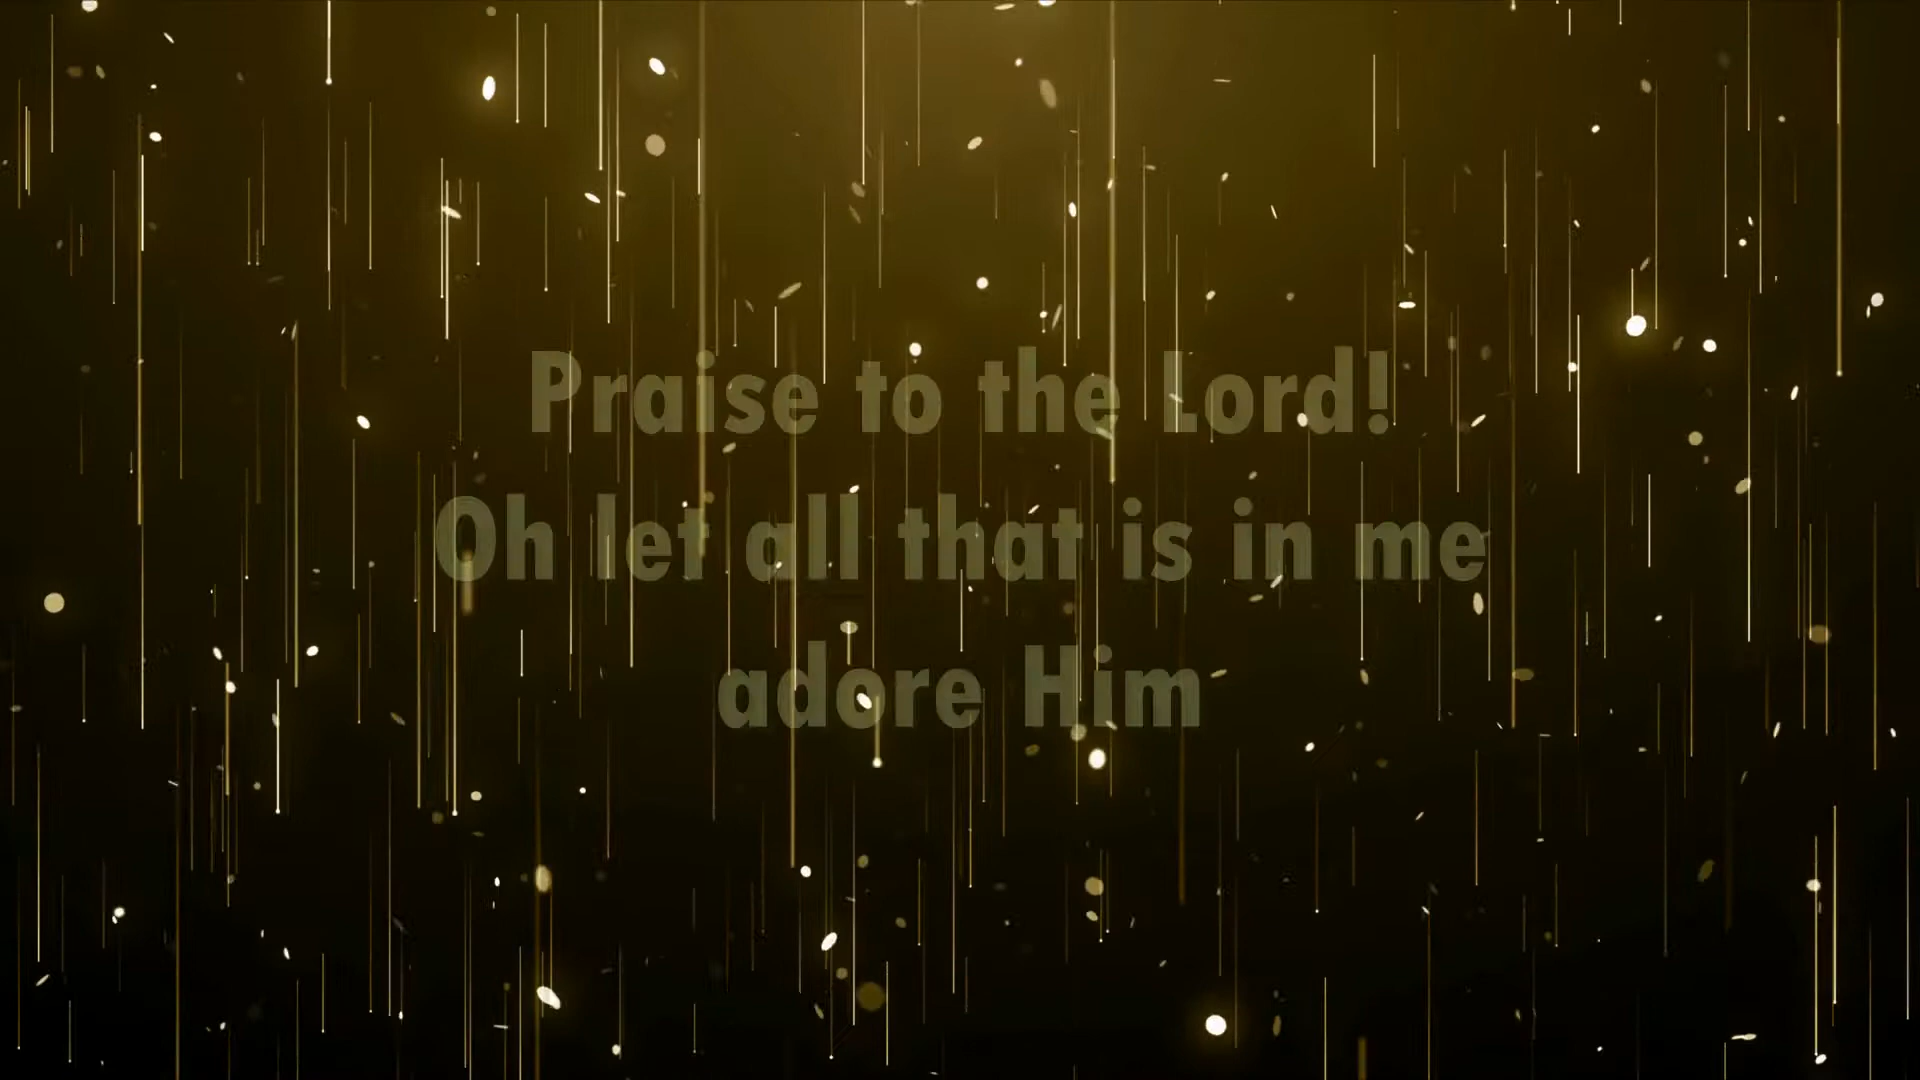 Praise to the Lord!
Oh let all that is in me
adore Him